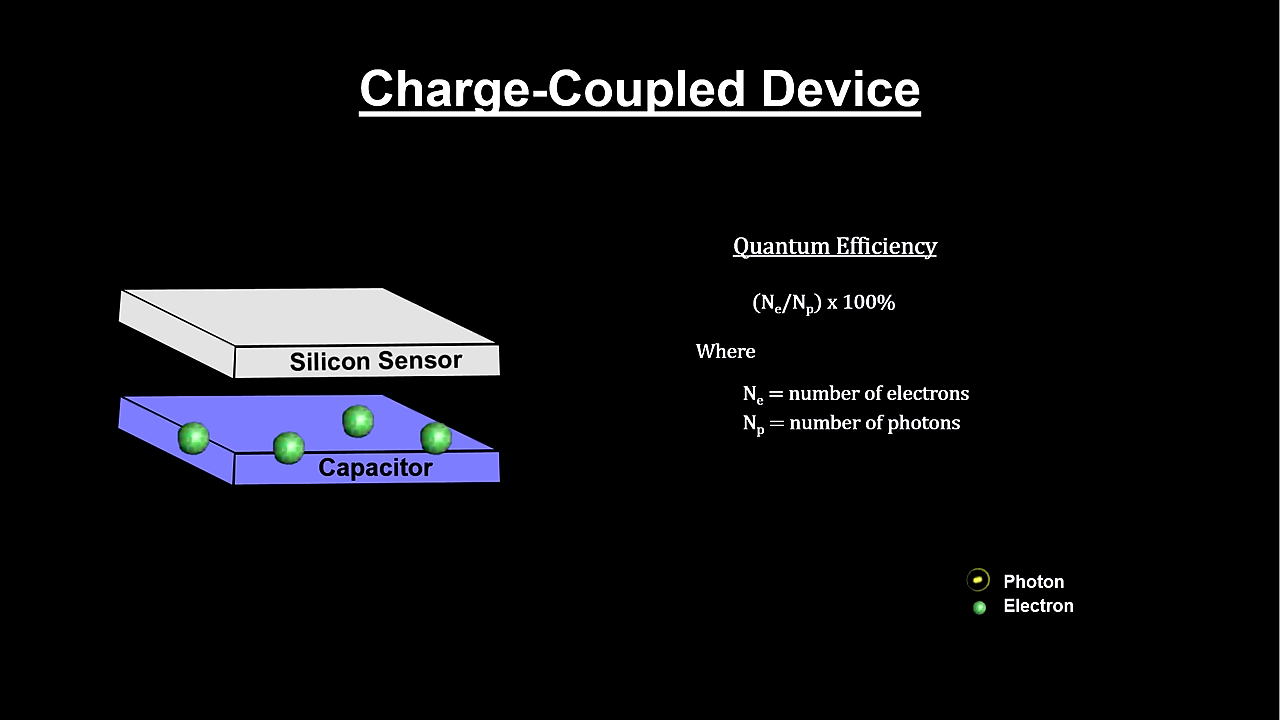 Charge-Coupled Device
Quantum Efficiency
(Nₑ/Nₚ) x 100%
Where
Nₑ = number of electrons
Nₚ = number of photons
Silicon Sensor
Capacitor
Photon
Electron